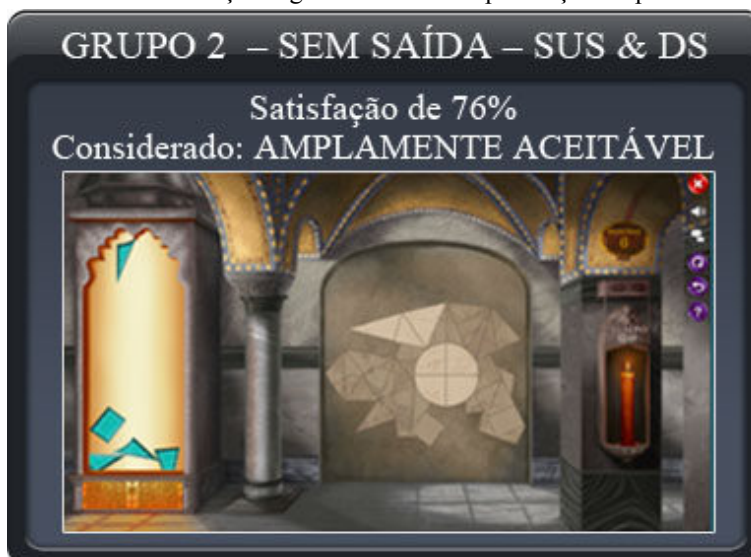 GRUPO 2 – SEM SAÍDA – SUS & DS
Satisfação de 76%
Considerado: AMPLAMENTE ACEITÁVEL
?